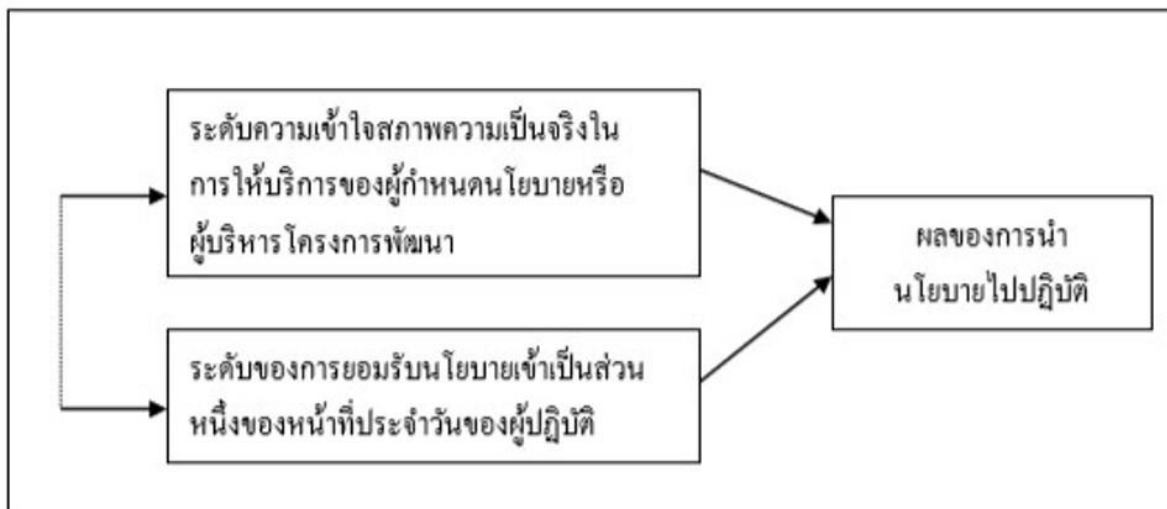 ระดับความเข้าใจสภาพความเป็นจริงใน
การให้บริการของผู้กำหนดนโยบายหรือ
ผู้บริหารโครงการพัฒนา
ระดับของการยอมรับนโยบายเข้าเป็นส่วน
หนึ่งของหน้าที่ประจำวันของผู้ปฏิบัติ
ผลของการนำ
นโยบายไปปฏิบัติ